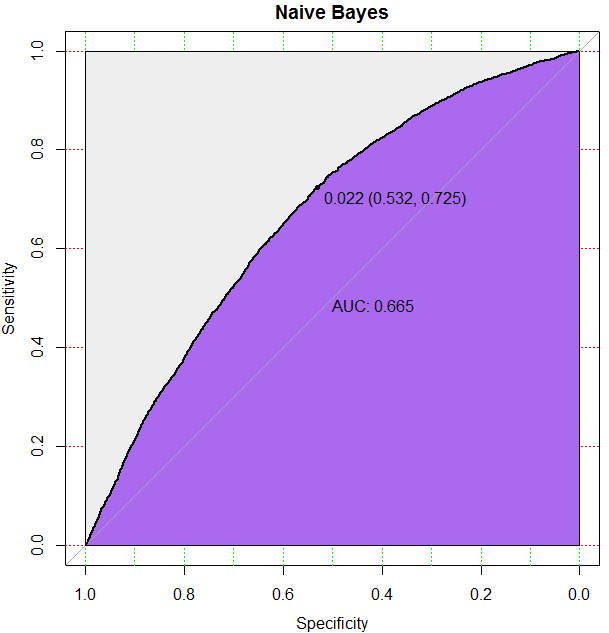 Naive Bayes
1.0
0.8
0.6
0.4
0.2
0.0
Sensitivity
0.022 (0.532, 0.725)
AUC: 0.665
1.0 0.8 0.6 0.4 0.2 0.0
Specificity